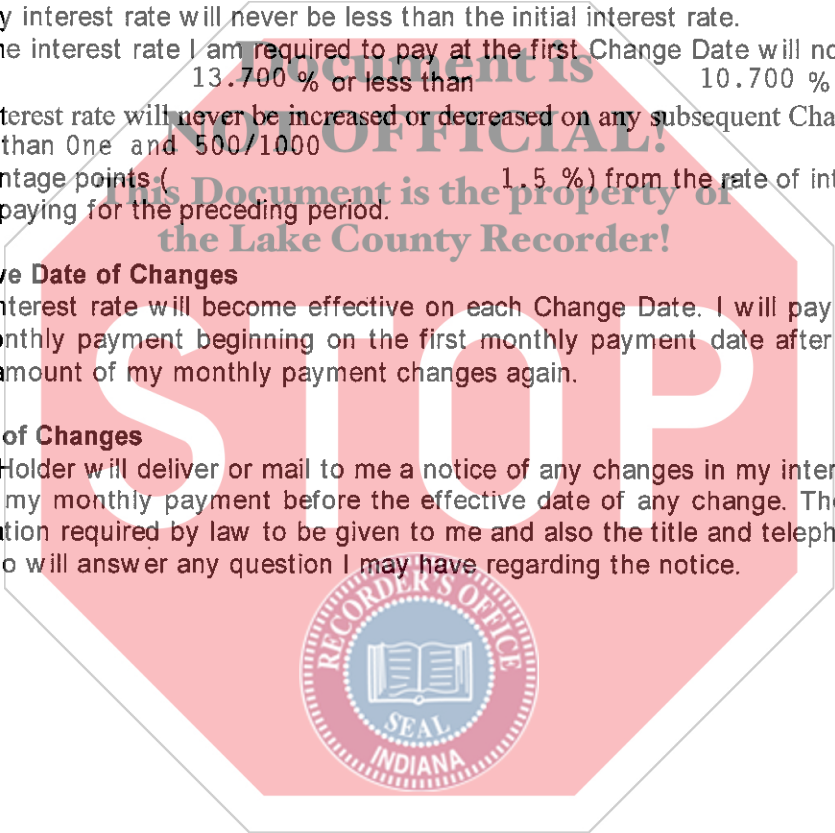 y interest rate will never be less than the initial interest rate.
e interest rate I am required to pay at the first Change Date will no
13.700 % or less than 10.700 %
terest rate will never be increased or decreased on any subsequent Cha
than One and 500/1000
ntage points ( 1.5 %) from the rate of int
paying for the preceding period.
e Date of Changes
nterest rate will become effective on each Change Date. I will pay
onthly payment beginning on the first monthly payment date after
amount of my monthly payment changes again.
of Changes
Holder will deliver or mail to me a notice of any changes in my inter
my monthly payment before the effective date of any change. The
tion required by law to be given to me and also the title and teleph
o will answer any question I may have regarding the notice.
Document is
NOT OFFICIAL!
This Document is the property of
the Lake County Recorder!
STOP
RECORDER'S OFFICE
SEAL
INDIANA